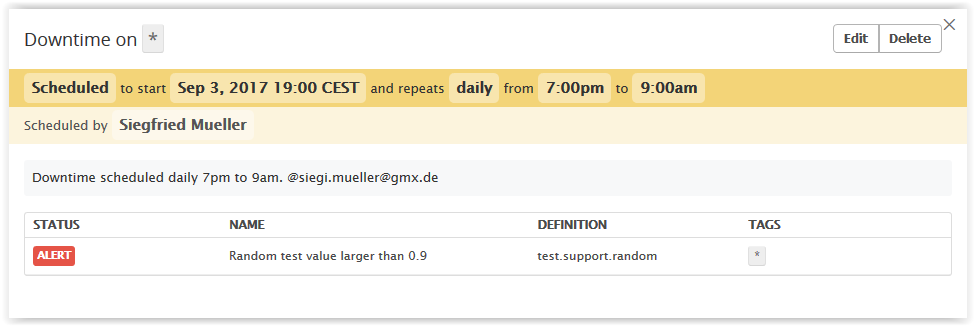 Downtime on * Edit Delete ×
Scheduled to start Sep 3, 2017 19:00 CEST and repeats daily from 7:00pm to 9:00am
Scheduled by Siegfried Mueller
Downtime scheduled daily 7pm to 9am. @siegi.mueller@gmx.de
STATUS NAME DEFINITION TAGS
ALERT Random test value larger than 0.9 test.support.random *